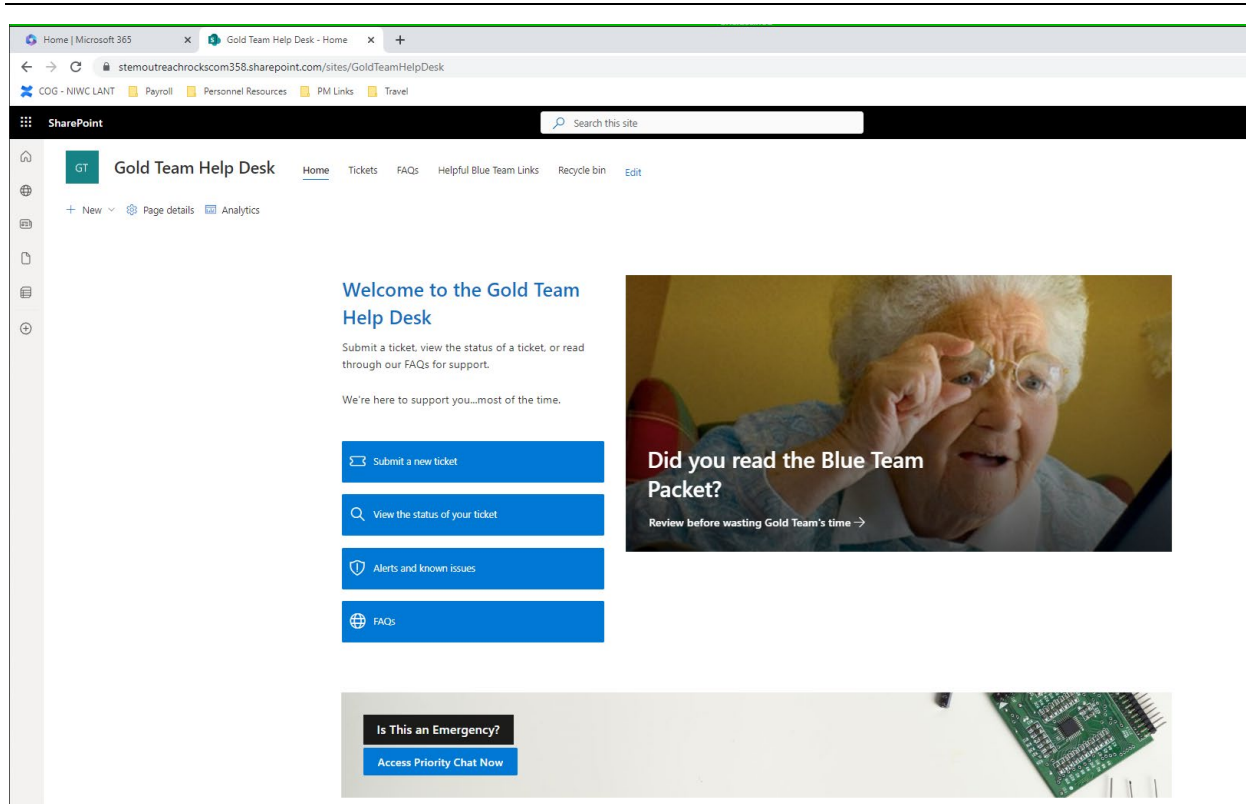 Home | Microsoft 365
Gold Team Help Desk - Home
stemoutreachrockscom358.sharepoint.com/sites/GoldTeamHelpDesk
COG - NIWC LANT Payroll Personnel Resources PM Links Travel
SharePoint
Search this site
GT
Gold Team Help Desk
Home Tickets FAQs Helpful Blue Team Links Recycle bin Edit
+ New Page details Analytics
Welcome to the Gold Team
Help Desk
Submit a ticket, view the status of a ticket, or read
through our FAQs for support.
We're here to support you...most of the time.
Submit a new ticket
View the status of your ticket
Alerts and known issues
FAQs
Did you read the Blue Team
Packet?
Review before wasting Gold Team's time →
Is This an Emergency?
Access Priority Chat Now